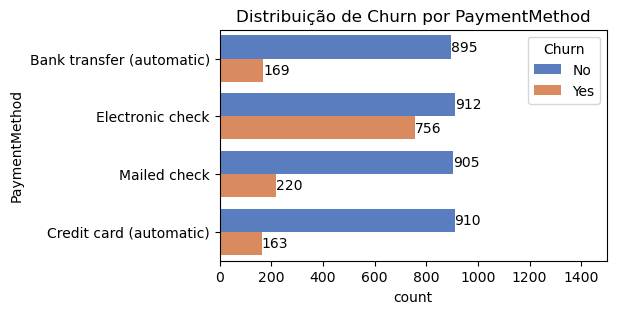 Distribuição de Churn por PaymentMethod
Churn
No
Yes
PaymentMethod
Bank transfer (automatic)
895
169
Electronic check
912
756
Mailed check
905
220
Credit card (automatic)
910
163
0 200 400 600 800 1000 1200 1400
count